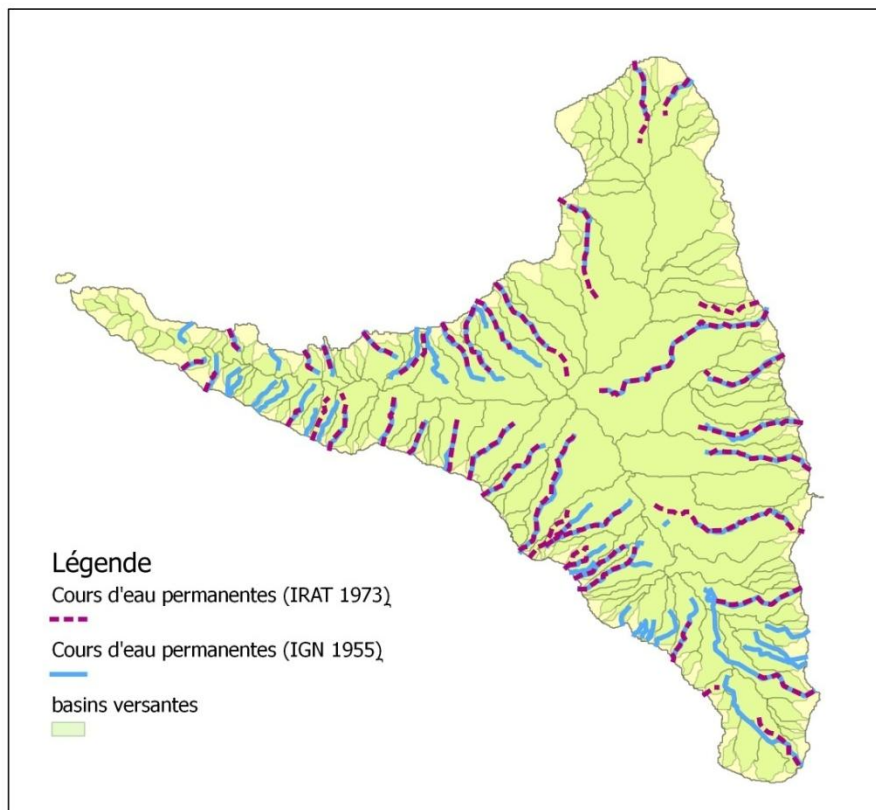 Légende
Cours d'eau permanentes (IRAT 1973)
Cours d'eau permanentes (IGN 1955)
basins versantes